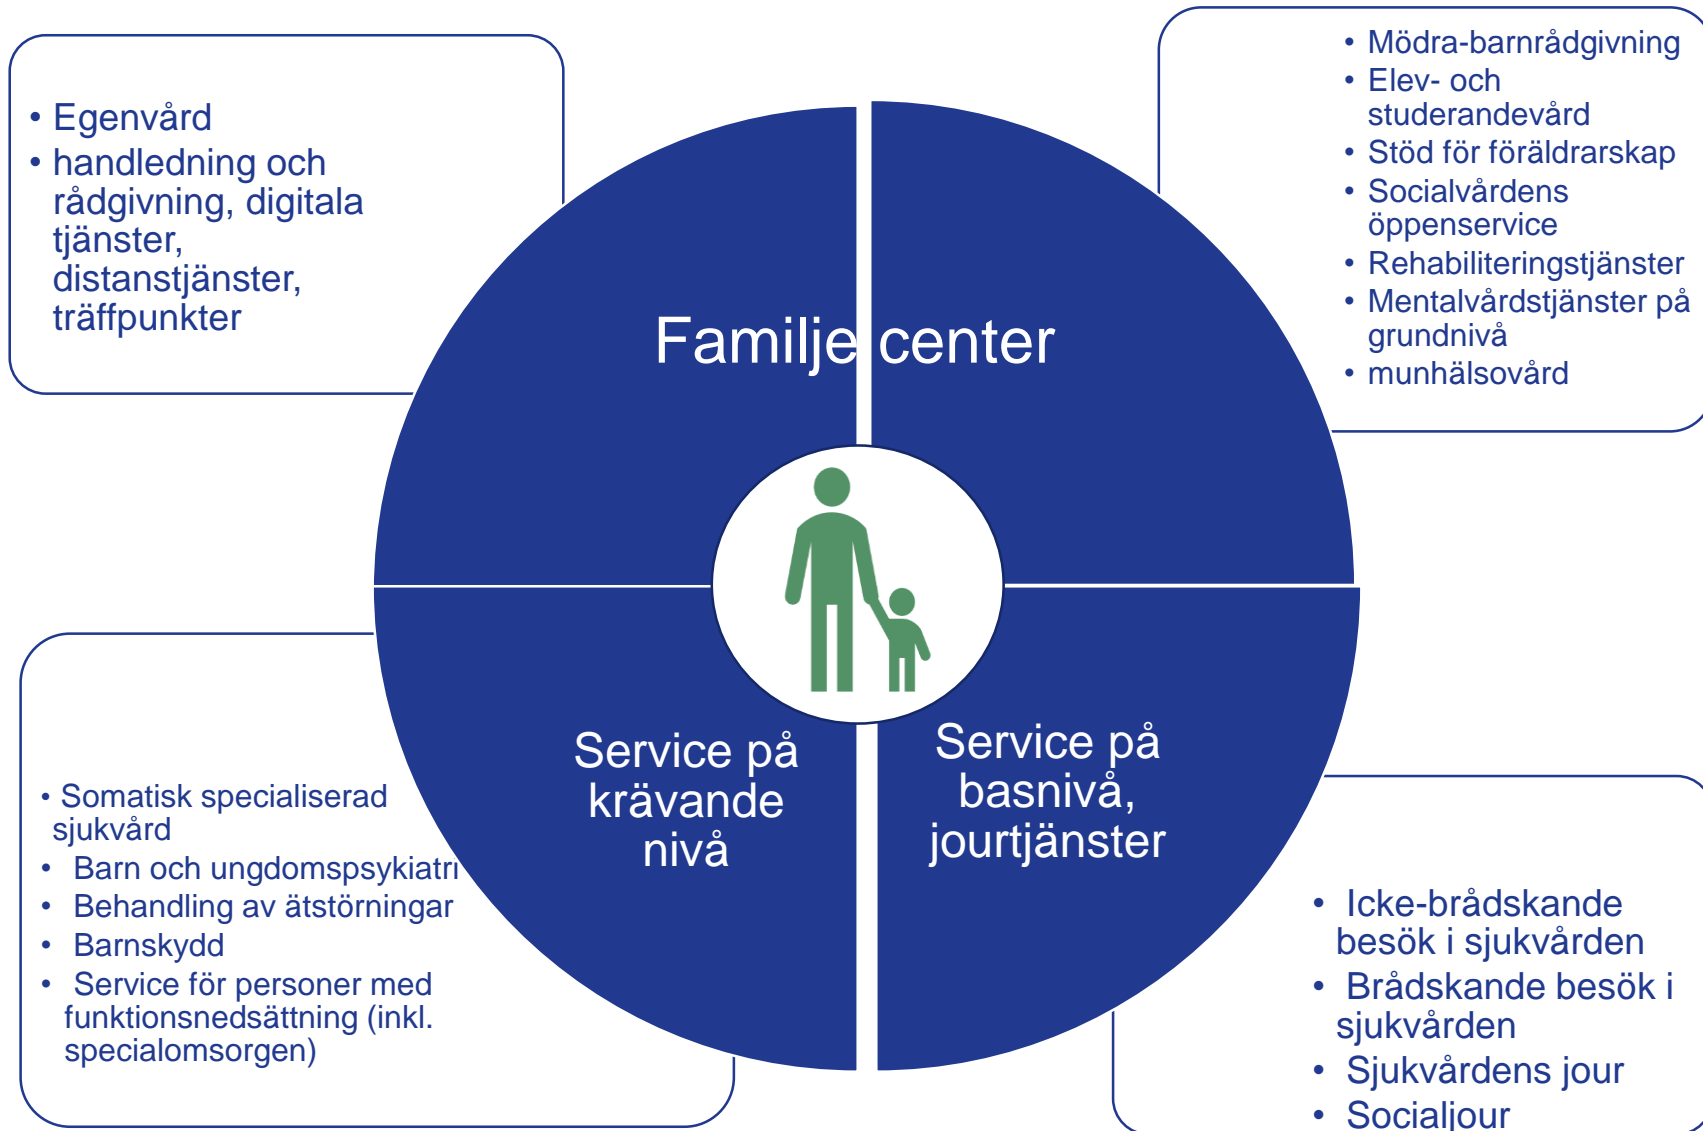 • Egenvård
• handledning och
rådgivning, digitala
tjänster,
distanstjänster,
träffpunkter
• Mödra-barnrådgivning
• Elev- och
studerandevård
• Stöd för föräldrarskap
• Socialvårdens
öppenservice
• Rehabiliteringstjänster
• Mentalvårdstjänster på
grundnivå
• munhälsovård
Familje center
Service på
krävande
nivå
Service på
basnivå,
jourtjänster
• Somatisk specialiserad
sjukvård
• Barn och ungdomspsykiatri
• Behandling av ätstörningar
• Barnskydd
• Service för personer med
funktionsnedsättning (inkl.
specialomsorgen)
• Icke-brådskande
besök i sjukvården
• Brådskande besök i
sjukvården
• Sjukvårdens jour
• Socialjour